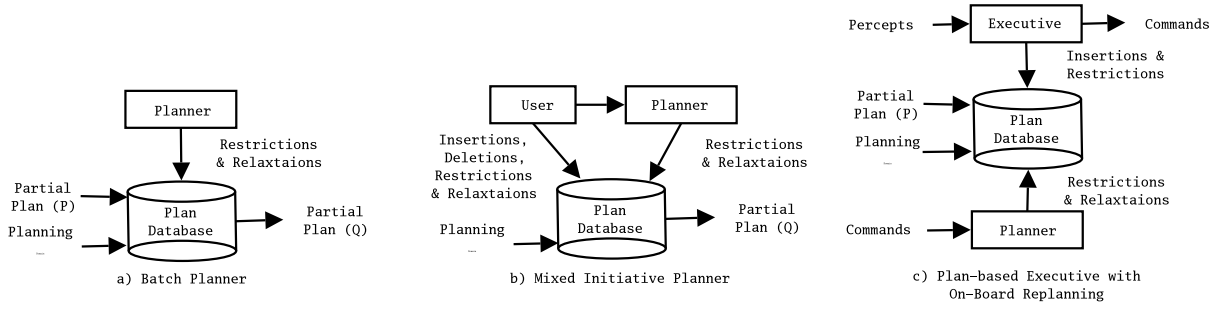 Planner
Restrictions
& Relaxtaions
Partial
Plan (P)
Planning
Plan
Database
Partial
Plan (Q)
a) Batch Planner
User
Planner
Insertions,
Deletions,
Restrictions
& Relaxtaions
Restrictions
& Relaxtaions
Planning
Plan
Database
Partial
Plan (Q)
b) Mixed Initiative Planner
Percepts
Executive
Commands
Insertions &
Restrictions
Partial
Plan (P)
Planning
Plan
Database
Restrictions
& Relaxtaions
Commands
Planner
c) Plan-based Executive with
On-Board Replanning